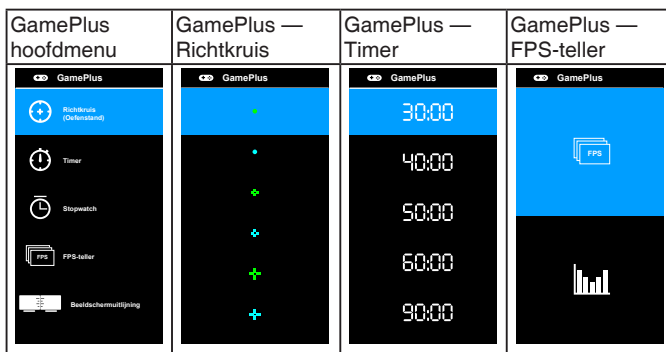 GamePlus
hoofdmenu
GamePlus —
Richtkruis
GamePlus —
Timer
GamePlus —
FPS-teller
GamePlus
Richtkruis
(Oefenstand)
Timer
Stopwatch
FPS
FPS-teller
Beeldschermuitlijning
GamePlus
GamePlus
30:00
40:00
50:00
60:00
90:00
GamePlus
FPS